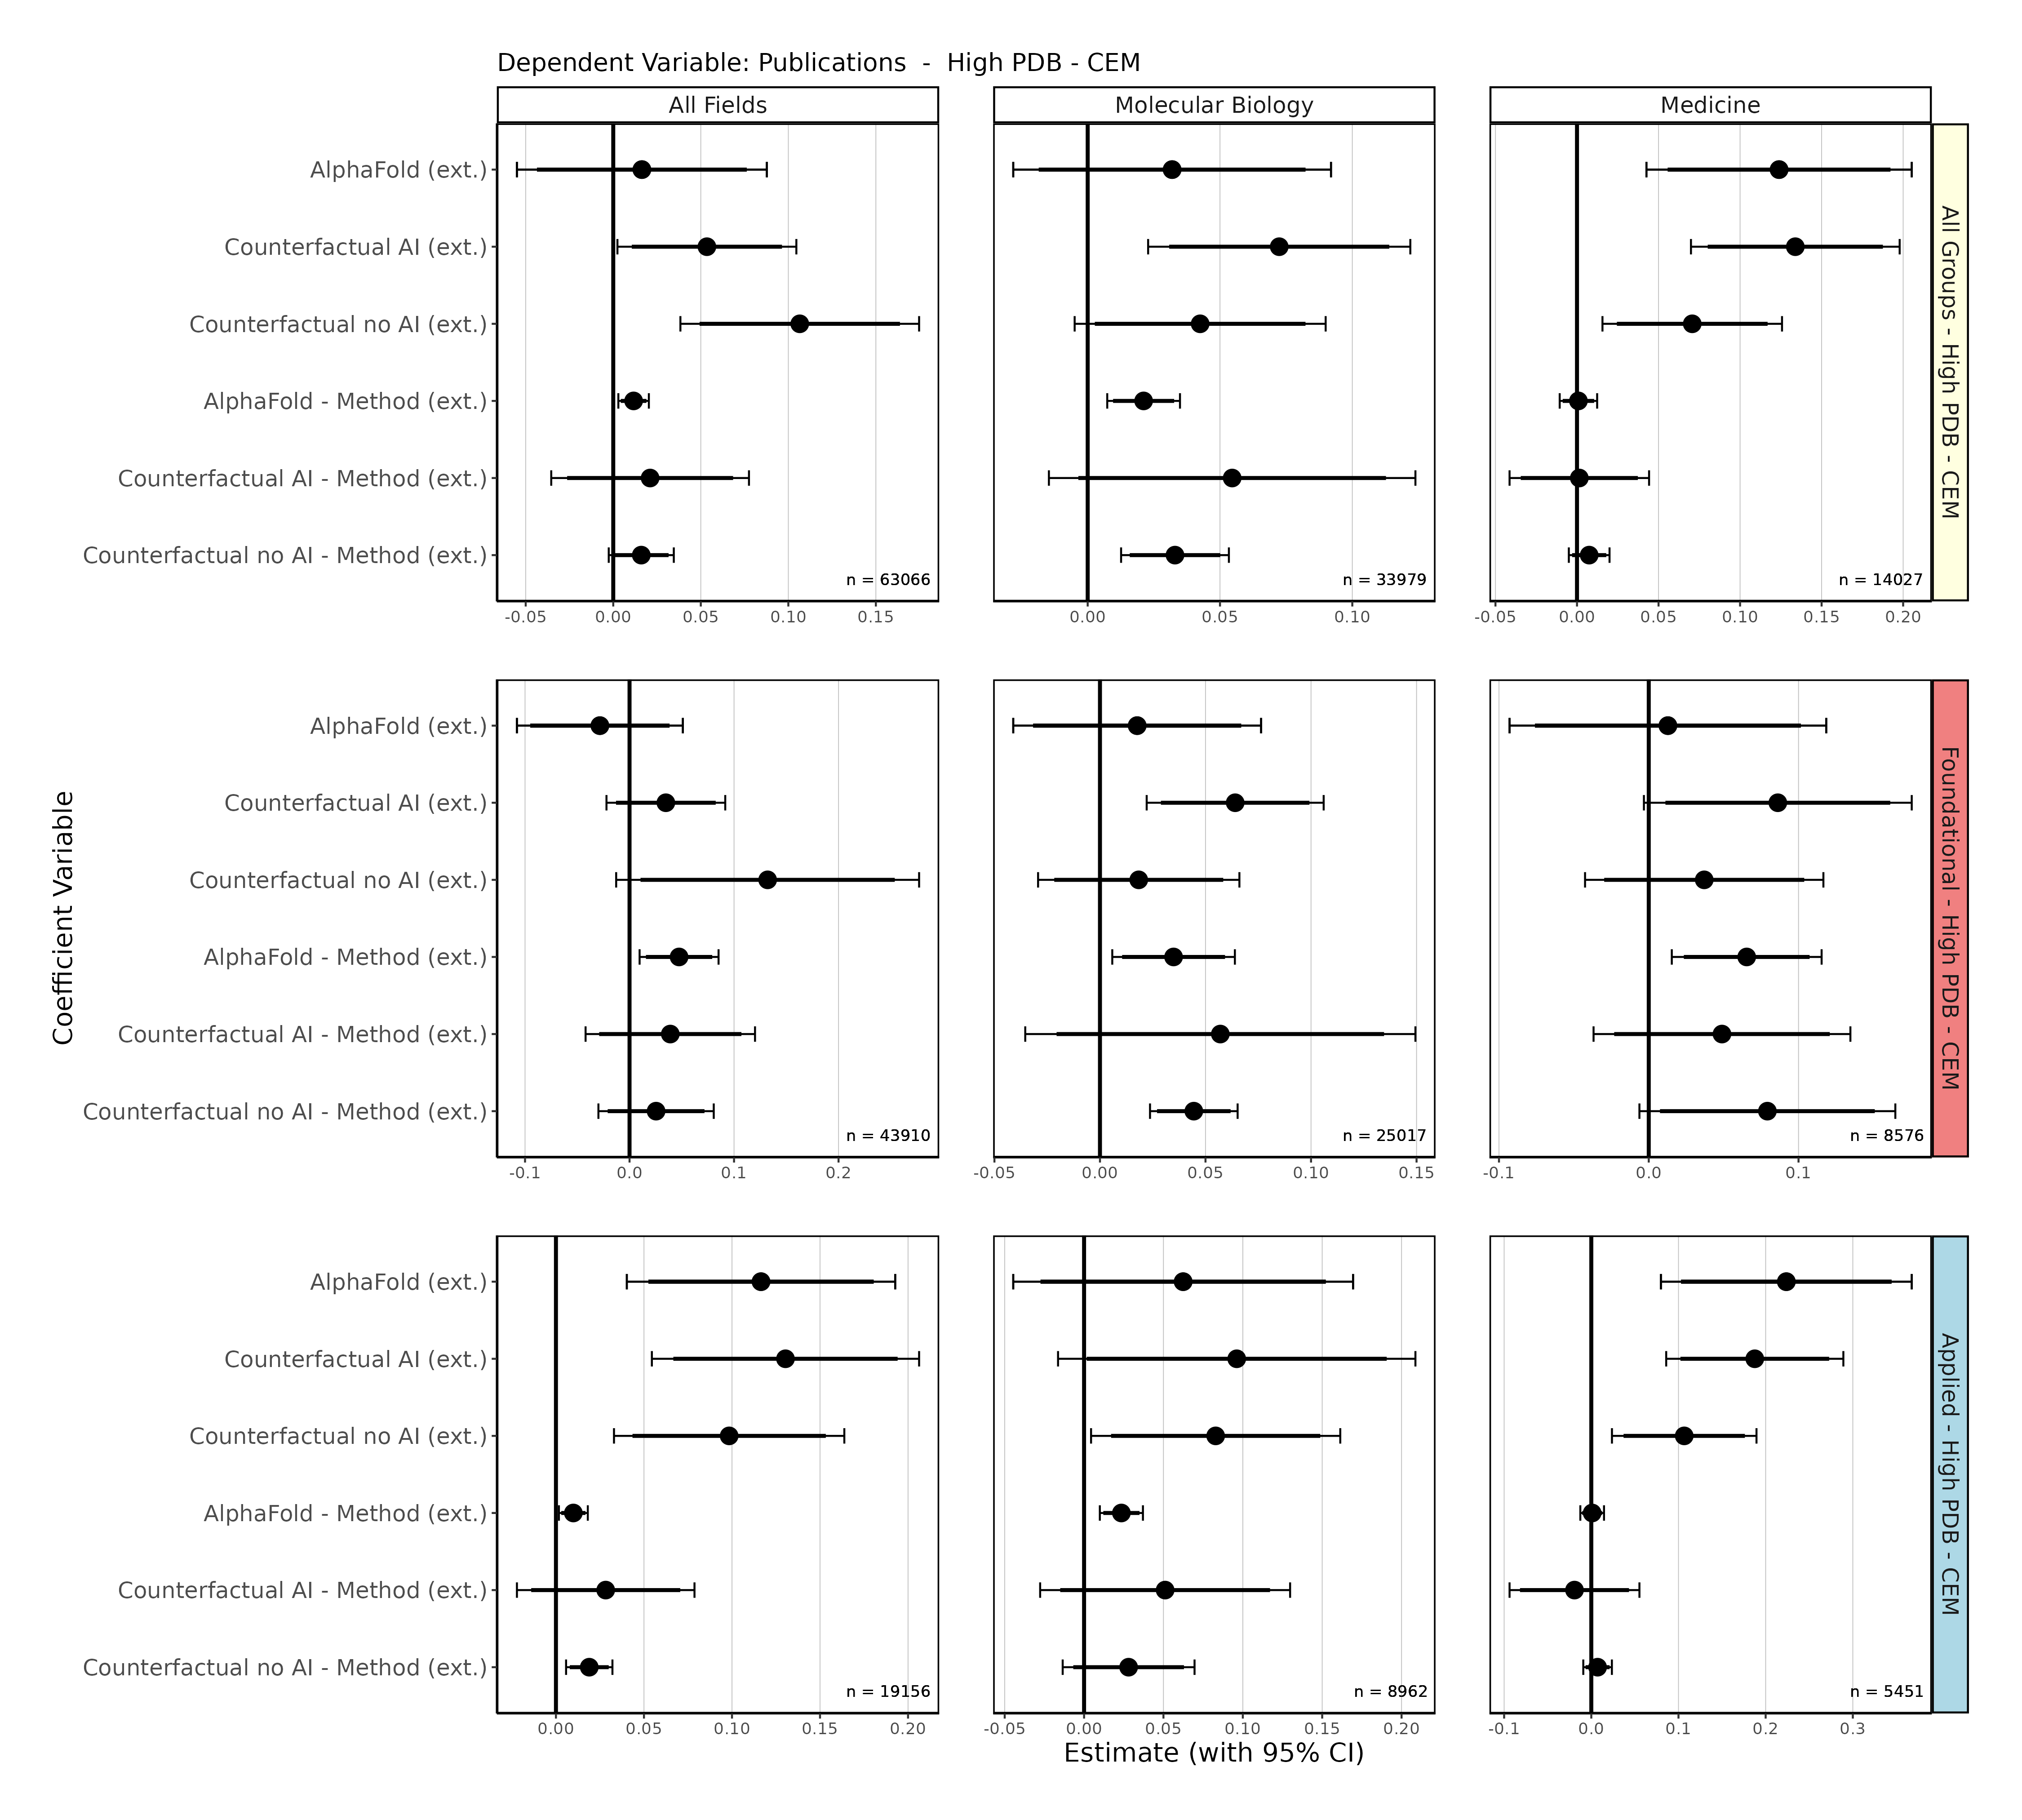 Dependent Variable: Publications - High PDB - CEM
All Fields
Molecular Biology
Medicine
AlphaFold (ext.)
Counterfactual AI (ext.)
Counterfactual no AI (ext.)
AlphaFold - Method (ext.)
Counterfactual AI - Method (ext.)
Counterfactual no AI - Method (ext.)
n = 63066
n = 33979
n = 14027
All Groups - High PDB - CEM
-0.05 0.00 0.05 0.10 0.15
0.00 0.05 0.10
-0.05 0.00 0.05 0.10 0.15 0.20
Coefficient Variable
AlphaFold (ext.)
Counterfactual AI (ext.)
Counterfactual no AI (ext.)
AlphaFold - Method (ext.)
Counterfactual AI - Method (ext.)
Counterfactual no AI - Method (ext.)
n = 43910
n = 25017
n = 8576
Foundational - High PDB - CEM
-0.1 0.0 0.1 0.2
-0.05 0.00 0.05 0.10 0.15
-0.1 0.0 0.1
AlphaFold (ext.)
Counterfactual AI (ext.)
Counterfactual no AI (ext.)
AlphaFold - Method (ext.)
Counterfactual AI - Method (ext.)
Counterfactual no AI - Method (ext.)
n = 19156
n = 8962
n = 5451
Applied - High PDB - CEM
0.00 0.05 0.10 0.15 0.20
-0.05 0.00 0.05 0.10 0.15 0.20
-0.1 0.0 0.1 0.2 0.3
Estimate (with 95% CI)